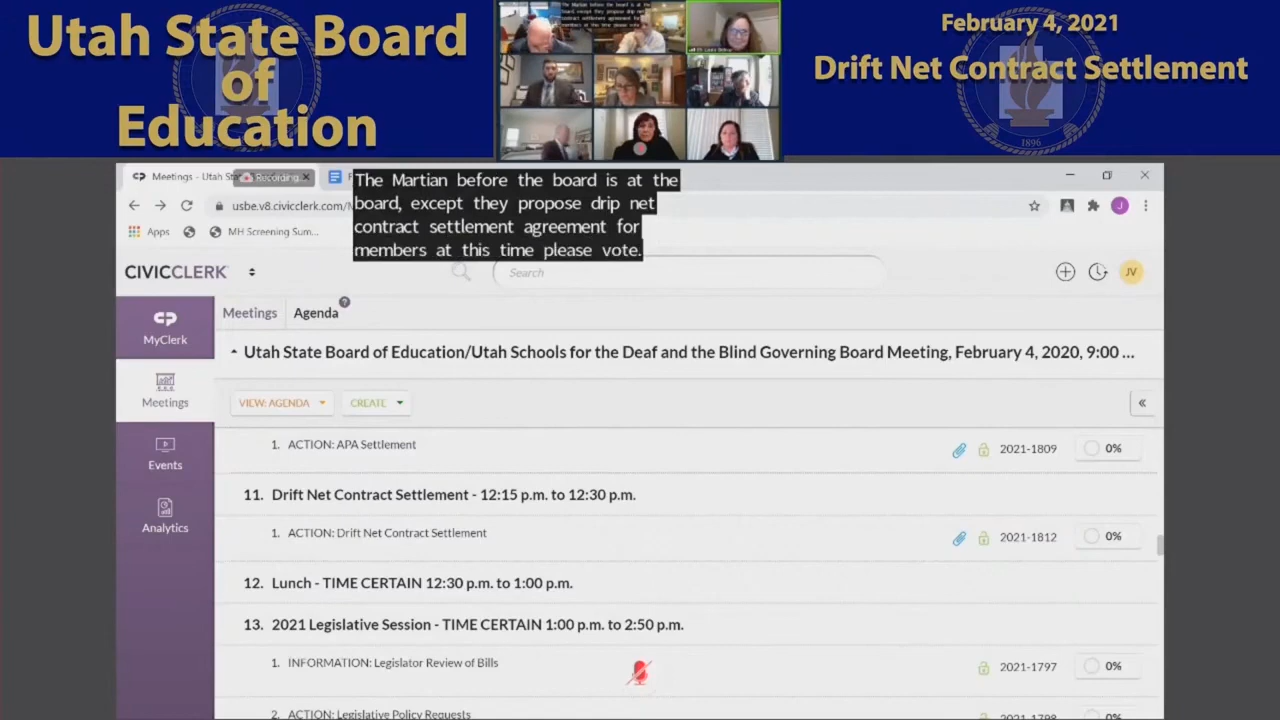 Utah State Board
of
Education
February 4, 2021
Drift Net Contract Settlement
1896
Meetings - Utah
Recording...
usbe.v8.civicclerk.com/
Apps
MH Screening Sum...
The Martian before the board is at the
board, except they propose drip net
contract settlement agreement for
members at this time please vote.
CIVICCLERK
Search
JV
MyClerk
Meetings
Events
Analytics
Meetings
Agenda
Utah State Board of Education/Utah Schools for the Deaf and the Blind Governing Board Meeting, February 4, 2020, 9:00 ...
VIEW: AGENDA
CREATE
1. ACTION: APA Settlement 2021-1809 0%
11. Drift Net Contract Settlement - 12:15 p.m. to 12:30 p.m.
1. ACTION: Drift Net Contract Settlement 2021-1812 0%
12. Lunch - TIME CERTAIN 12:30 p.m. to 1:00 p.m.
13. 2021 Legislative Session - TIME CERTAIN 1:00 p.m. to 2:50 p.m.
1. INFORMATION: Legislator Review of Bills 2021-1797 0%
2. ACTION: Legislative Policy Requests 2021-1798 0%